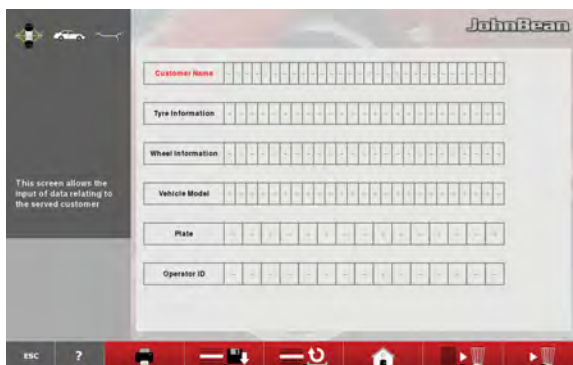 JohnBean
Customer Name
Tyre Information
Wheel Information
This screen allows the
input of data relating to
the served customer
Vehicle Model
Plate
Operator ID
ESC ?